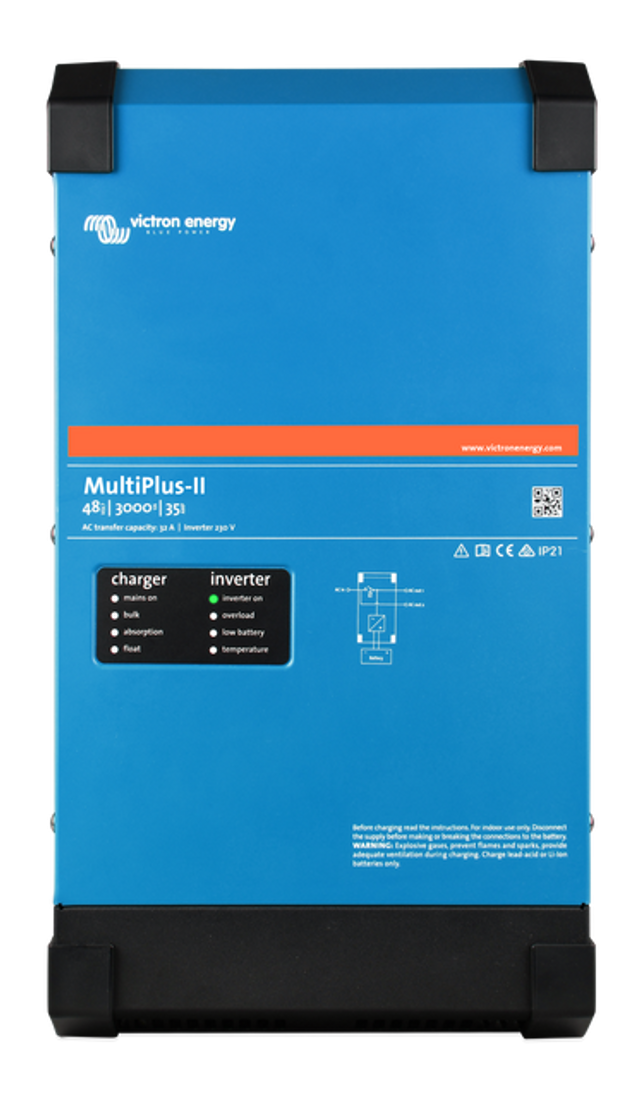 victron energy
BLUE POWER
www.victronenergy.com
MultiPlus-II
48 | 3000 | 35
AC transfer capacity: 32 A | Inverter 230 V
IP21
charger
inverter
mains on
inverter on
bulk
overload
absorption
low battery
float
temperature
Battery
Before charging read the instructions. For indoor use only. Disconnect
the supply before making or breaking the connections to the battery.
WARNING: Explosive gases, prevent flames and sparks, provide
adequate ventilation during charging. Charge lead-acid or Li-Ion
batteries only.